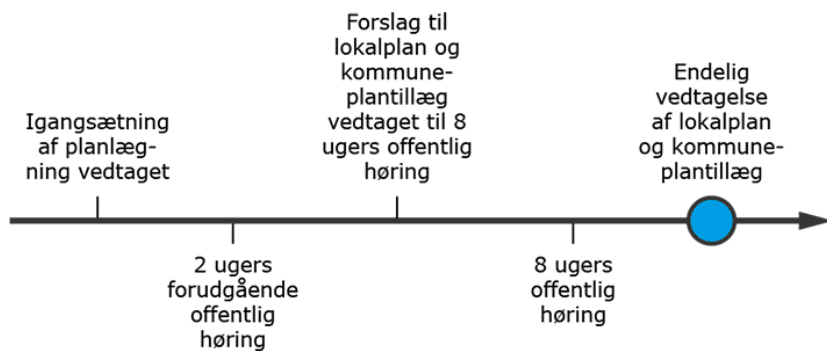 Igangsætning
af planlæg-
ning vedtaget
2 ugers
forudgående
offentlig
høring
Forslag til
lokalplan og
kommune-
plantillæg
vedtaget til 8
ugers offentlig
høring
8 ugers
offentlig
høring
Endelig
vedtagelse
af lokalplan
og kommune-
plantillæg